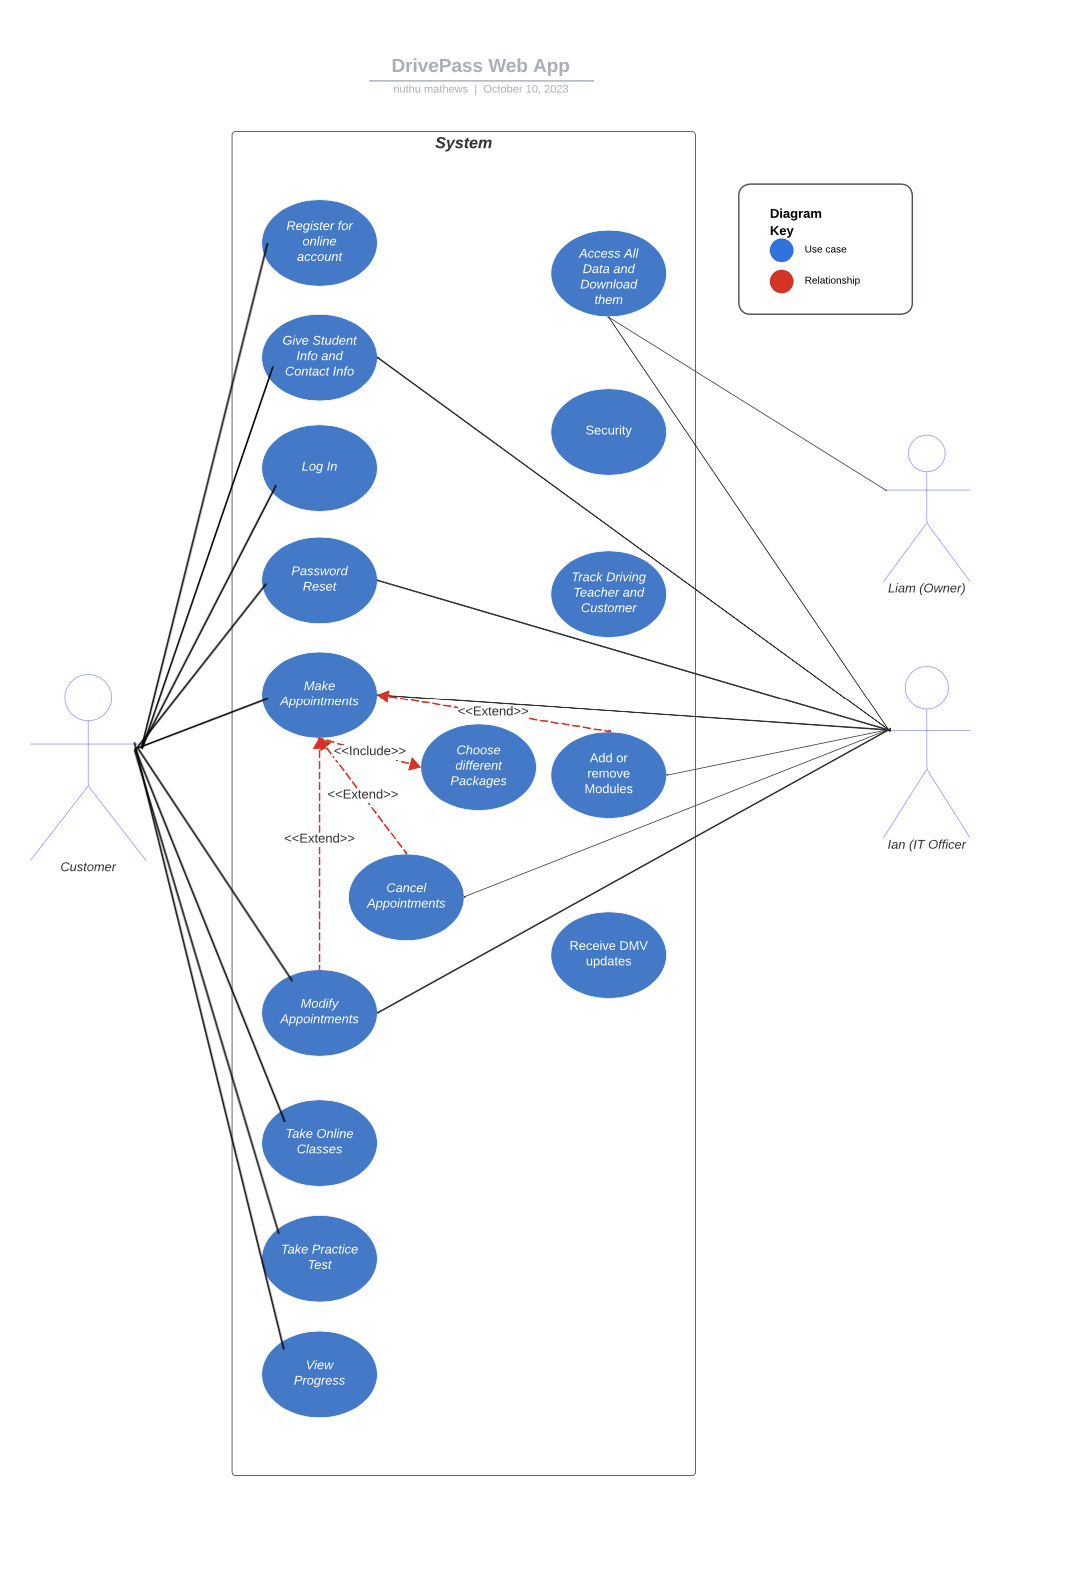 DrivePass Web App
riuthu mathews | October 10, 2023
System
Diagram
Key
Use case
Relationship
Register for
online
account
Access All
Data and
Download
them
Give Student
Info and
Contact Info
Security
Log In
Liam (Owner)
Password
Reset
Track Driving
Teacher and
Customer
Make
Appointments
<<Extend>>
<<Include>>
Choose
different
Packages
Add or
remove
Modules
<<Extend>>
<<Extend>>
Customer
Ian (IT Officer
Cancel
Appointments
Receive DMV
updates
Modify
Appointments
Take Online
Classes
Take Practice
Test
View
Progress